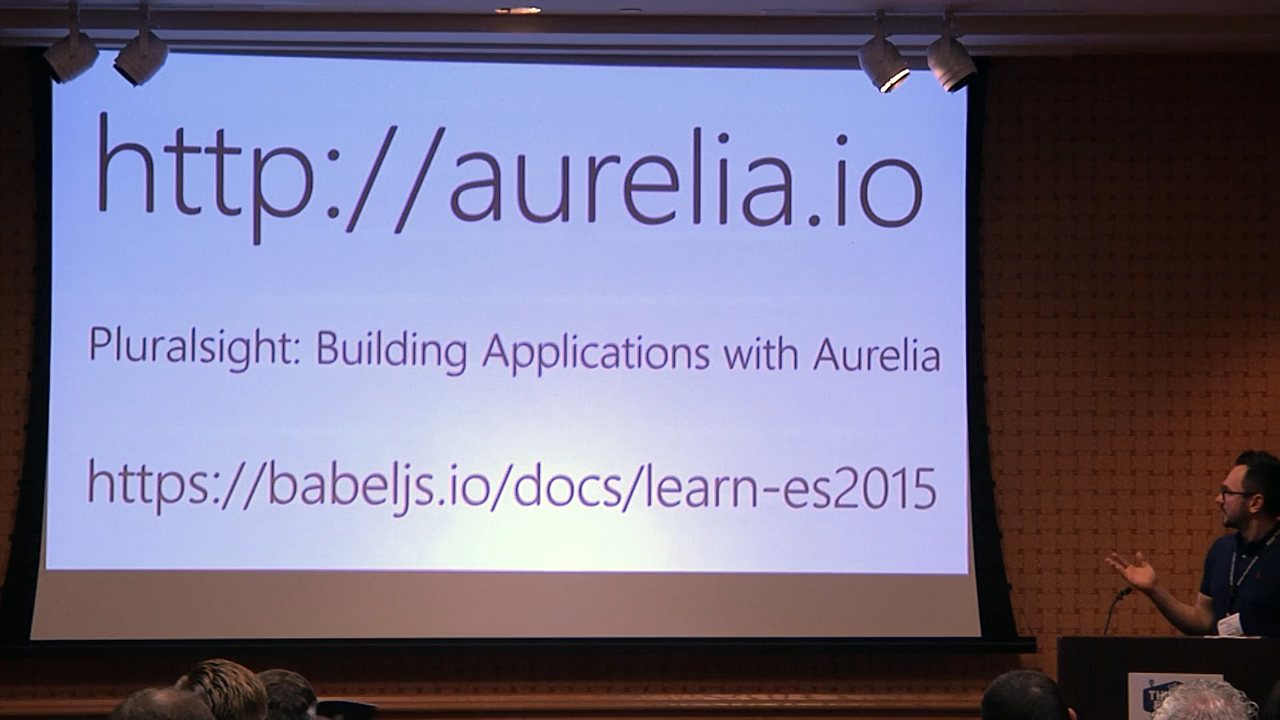 http://aurelia.io
Pluralsight: Building Applications with Aurelia
https://babeljs.io/docs/learn-es2015